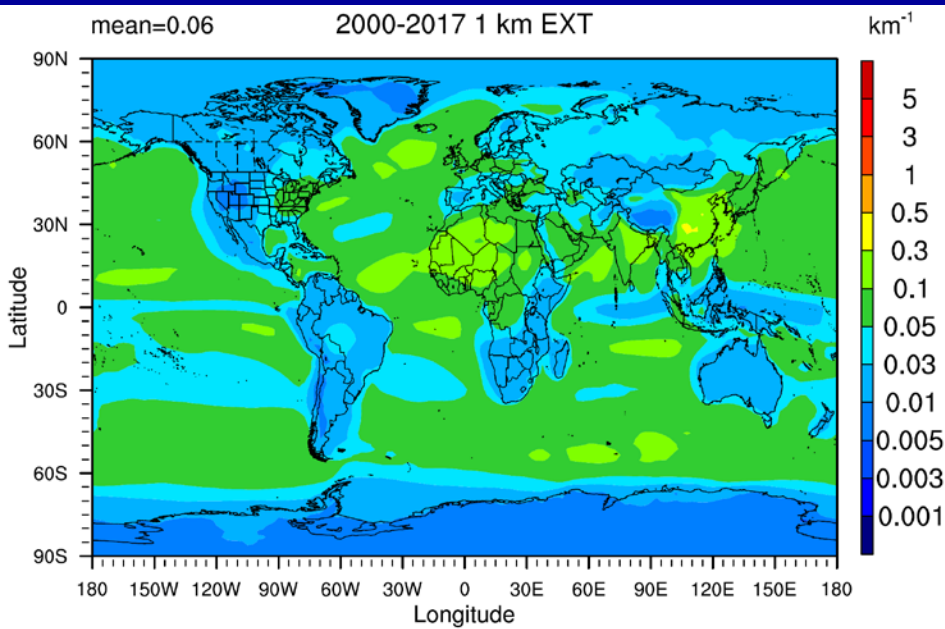 mean=0.06 2000-2017 1 km EXT km⁻¹
90N
60N
30N
0
30S
60S
90S
Latitude
180 150W 120W 90W 60W 30W 0 30E 60E 90E 120E 150E 180
Longitude
5
3
1
0.5
0.3
0.1
0.05
0.03
0.01
0.005
0.003
0.001